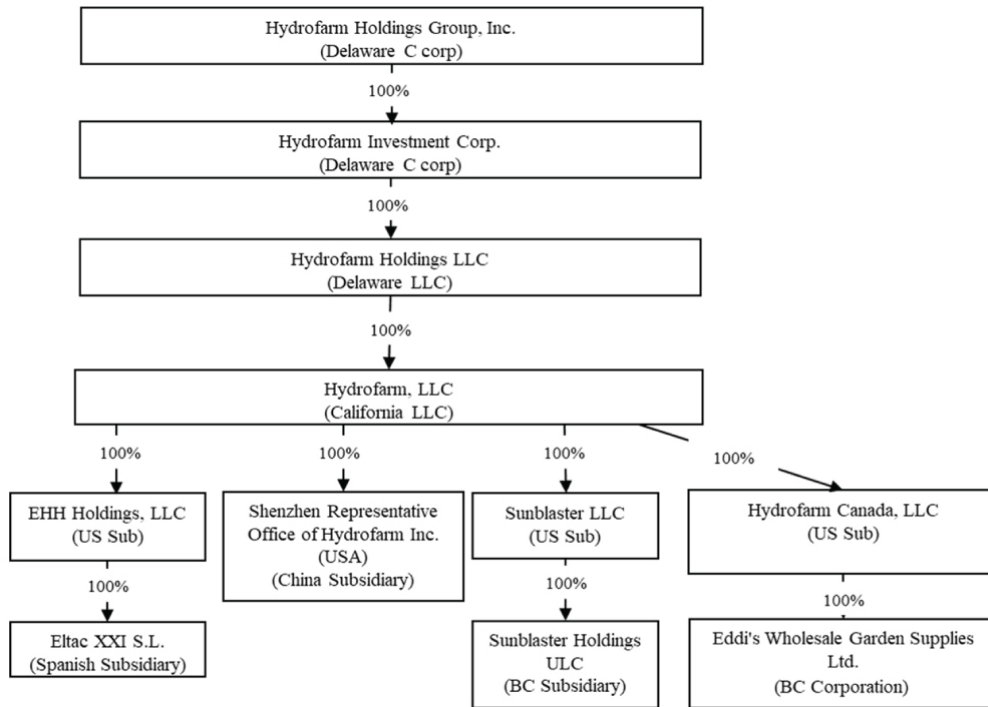 Hydrofarm Holdings Group, Inc.
(Delaware C corp)
100%
Hydrofarm Investment Corp.
(Delaware C corp)
100%
Hydrofarm Holdings LLC
(Delaware LLC)
100%
Hydrofarm, LLC
(California LLC)
100%
100%
100%
100%
EHH Holdings, LLC
(US Sub)
Shenzhen Representative
Office of Hydrofarm Inc.
(USA)
(China Subsidiary)
Sunblaster LLC
(US Sub)
Hydrofarm Canada, LLC
(US Sub)
100%
100%
100%
Eltac XXI S.L.
(Spanish Subsidiary)
Sunblaster Holdings
ULC
(BC Subsidiary)
Eddi's Wholesale Garden Supplies
Ltd.
(BC Corporation)